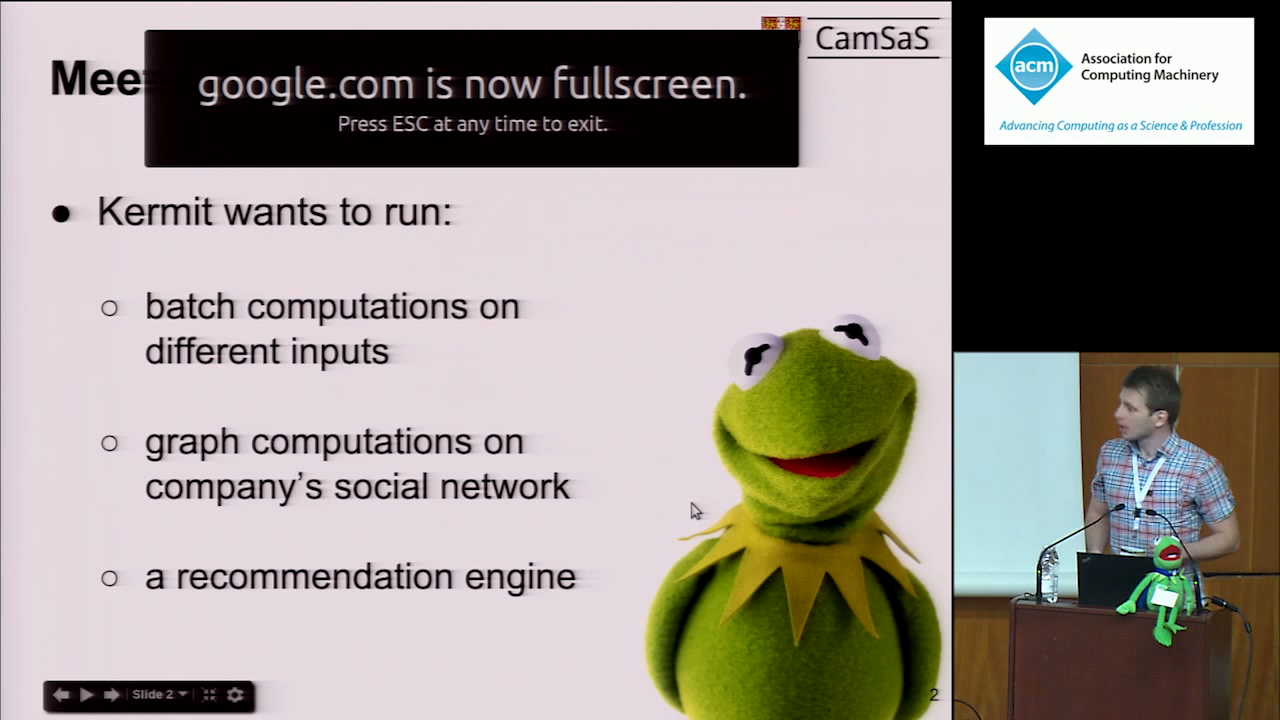 CamSaS
Mee
google.com is now fullscreen.
Press ESC at any time to exit.
● Kermit wants to run:
○ batch computations on
different inputs
○ graph computations on
company's social network
○ a recommendation engine
Slide 2
2
acm
Association for
Computing Machinery
Advancing Computing as a Science & Profession